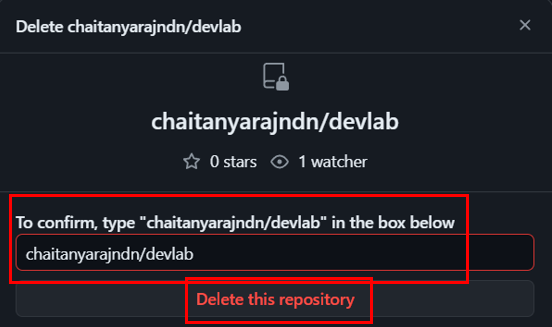 Delete chaitanyarajndn/devlab
chaitanyarajndn/devlab
0 stars 1 watcher
To confirm, type "chaitanyarajndn/devlab" in the box below
chaitanyarajndn/devlab
Delete this repository